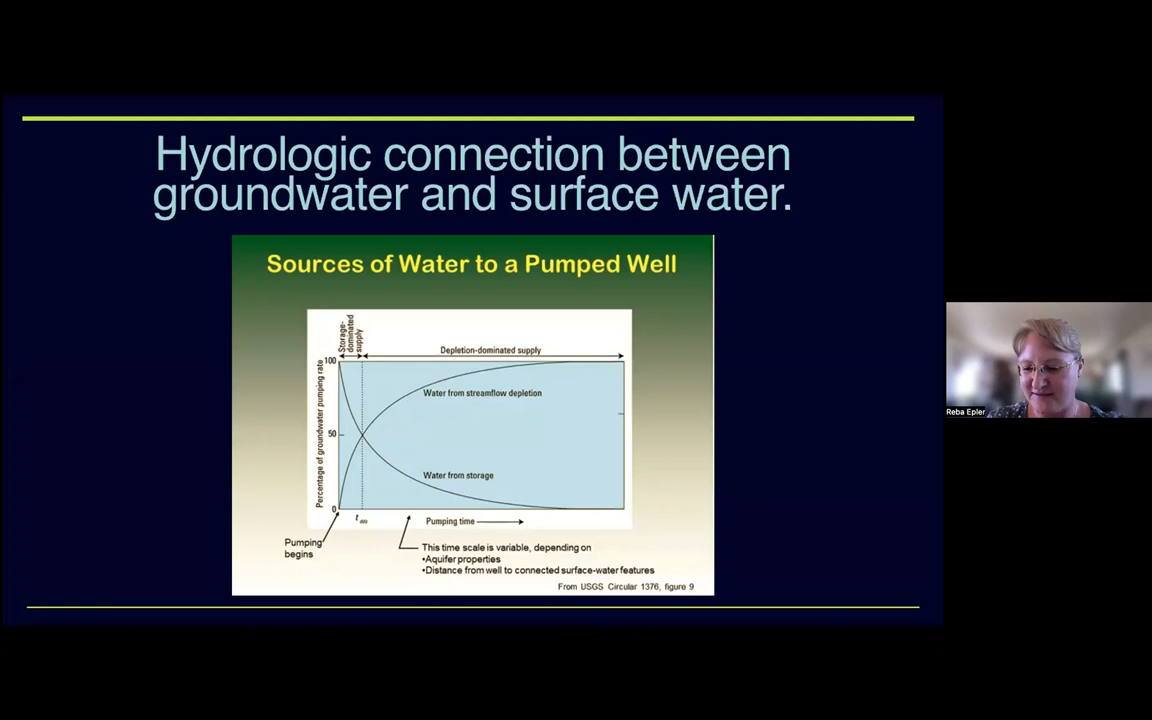 Hydrologic connection between
groundwater and surface water.
Sources of Water to a Pumped Well
Storage-
dominated
supply
Depletion-dominated supply
Percentage of groundwater pumping rate
100
50
0
Water from streamflow depletion
Water from storage
Pumping time
Pumping
begins
This time scale is variable, depending on
•Aquifer properties
•Distance from well to connected surface-water features
From USGS Circular 1376, figure 9
Reba Epler